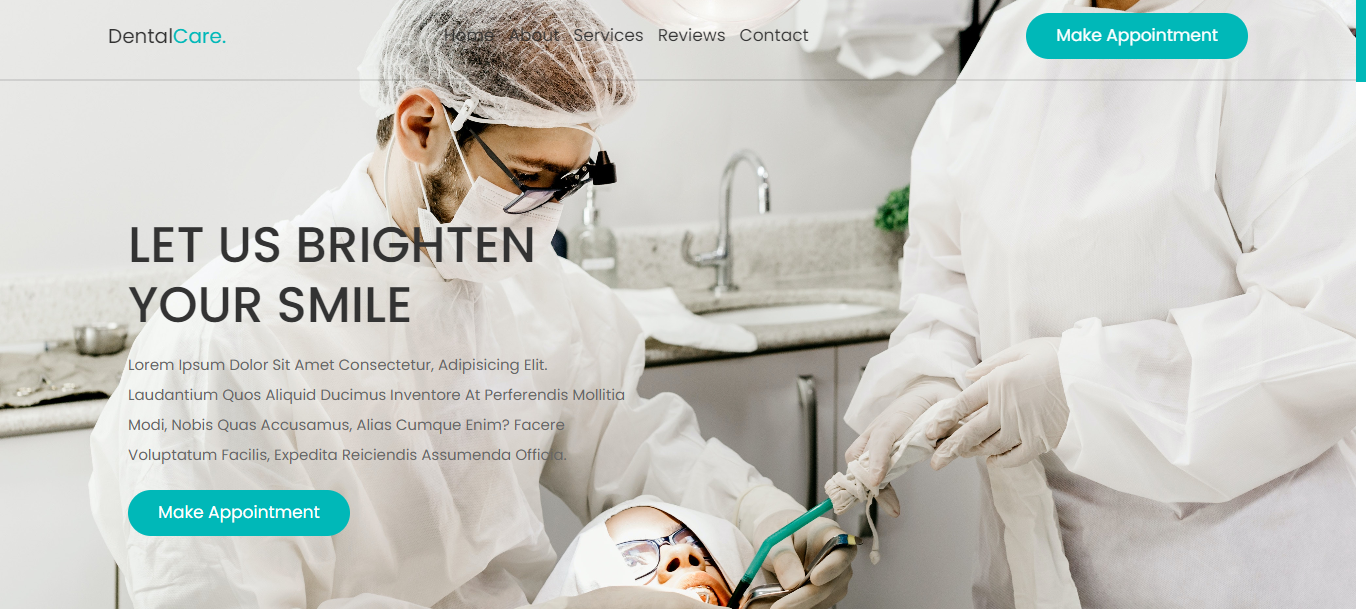 DentalCare.
Home About Services Reviews Contact
Make Appointment
LET US BRIGHTEN
YOUR SMILE
Lorem Ipsum Dolor Sit Amet Consectetur, Adipisicing Elit.
Laudantium Quos Aliquid Ducimus Inventore At Perferendis Mollitia
Modi, Nobis Quas Accusamus, Alias Cumque Enim? Facere
Voluptatum Facilis, Expedita Reiciendis Assumenda Officia.
Make Appointment